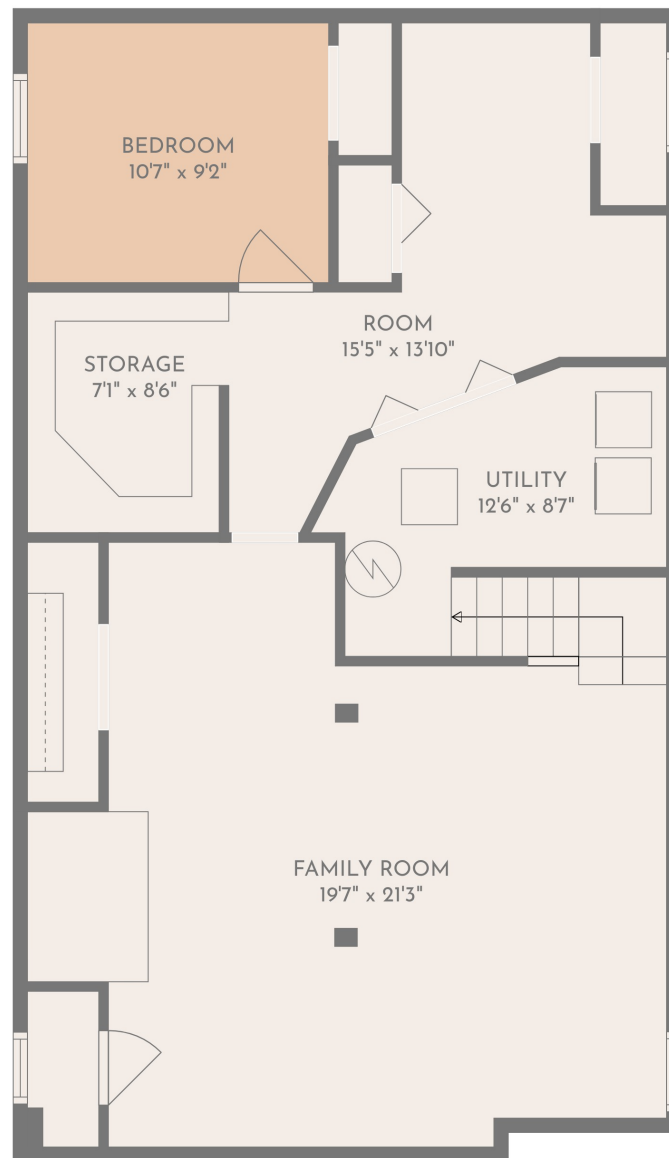 BEDROOM
10'7" x 9'2"
ROOM
15'5" x 13'10"
STORAGE
7'1" x 8'6"
UTILITY
12'6" x 8'7"
FAMILY ROOM
19'7" x 21'3"